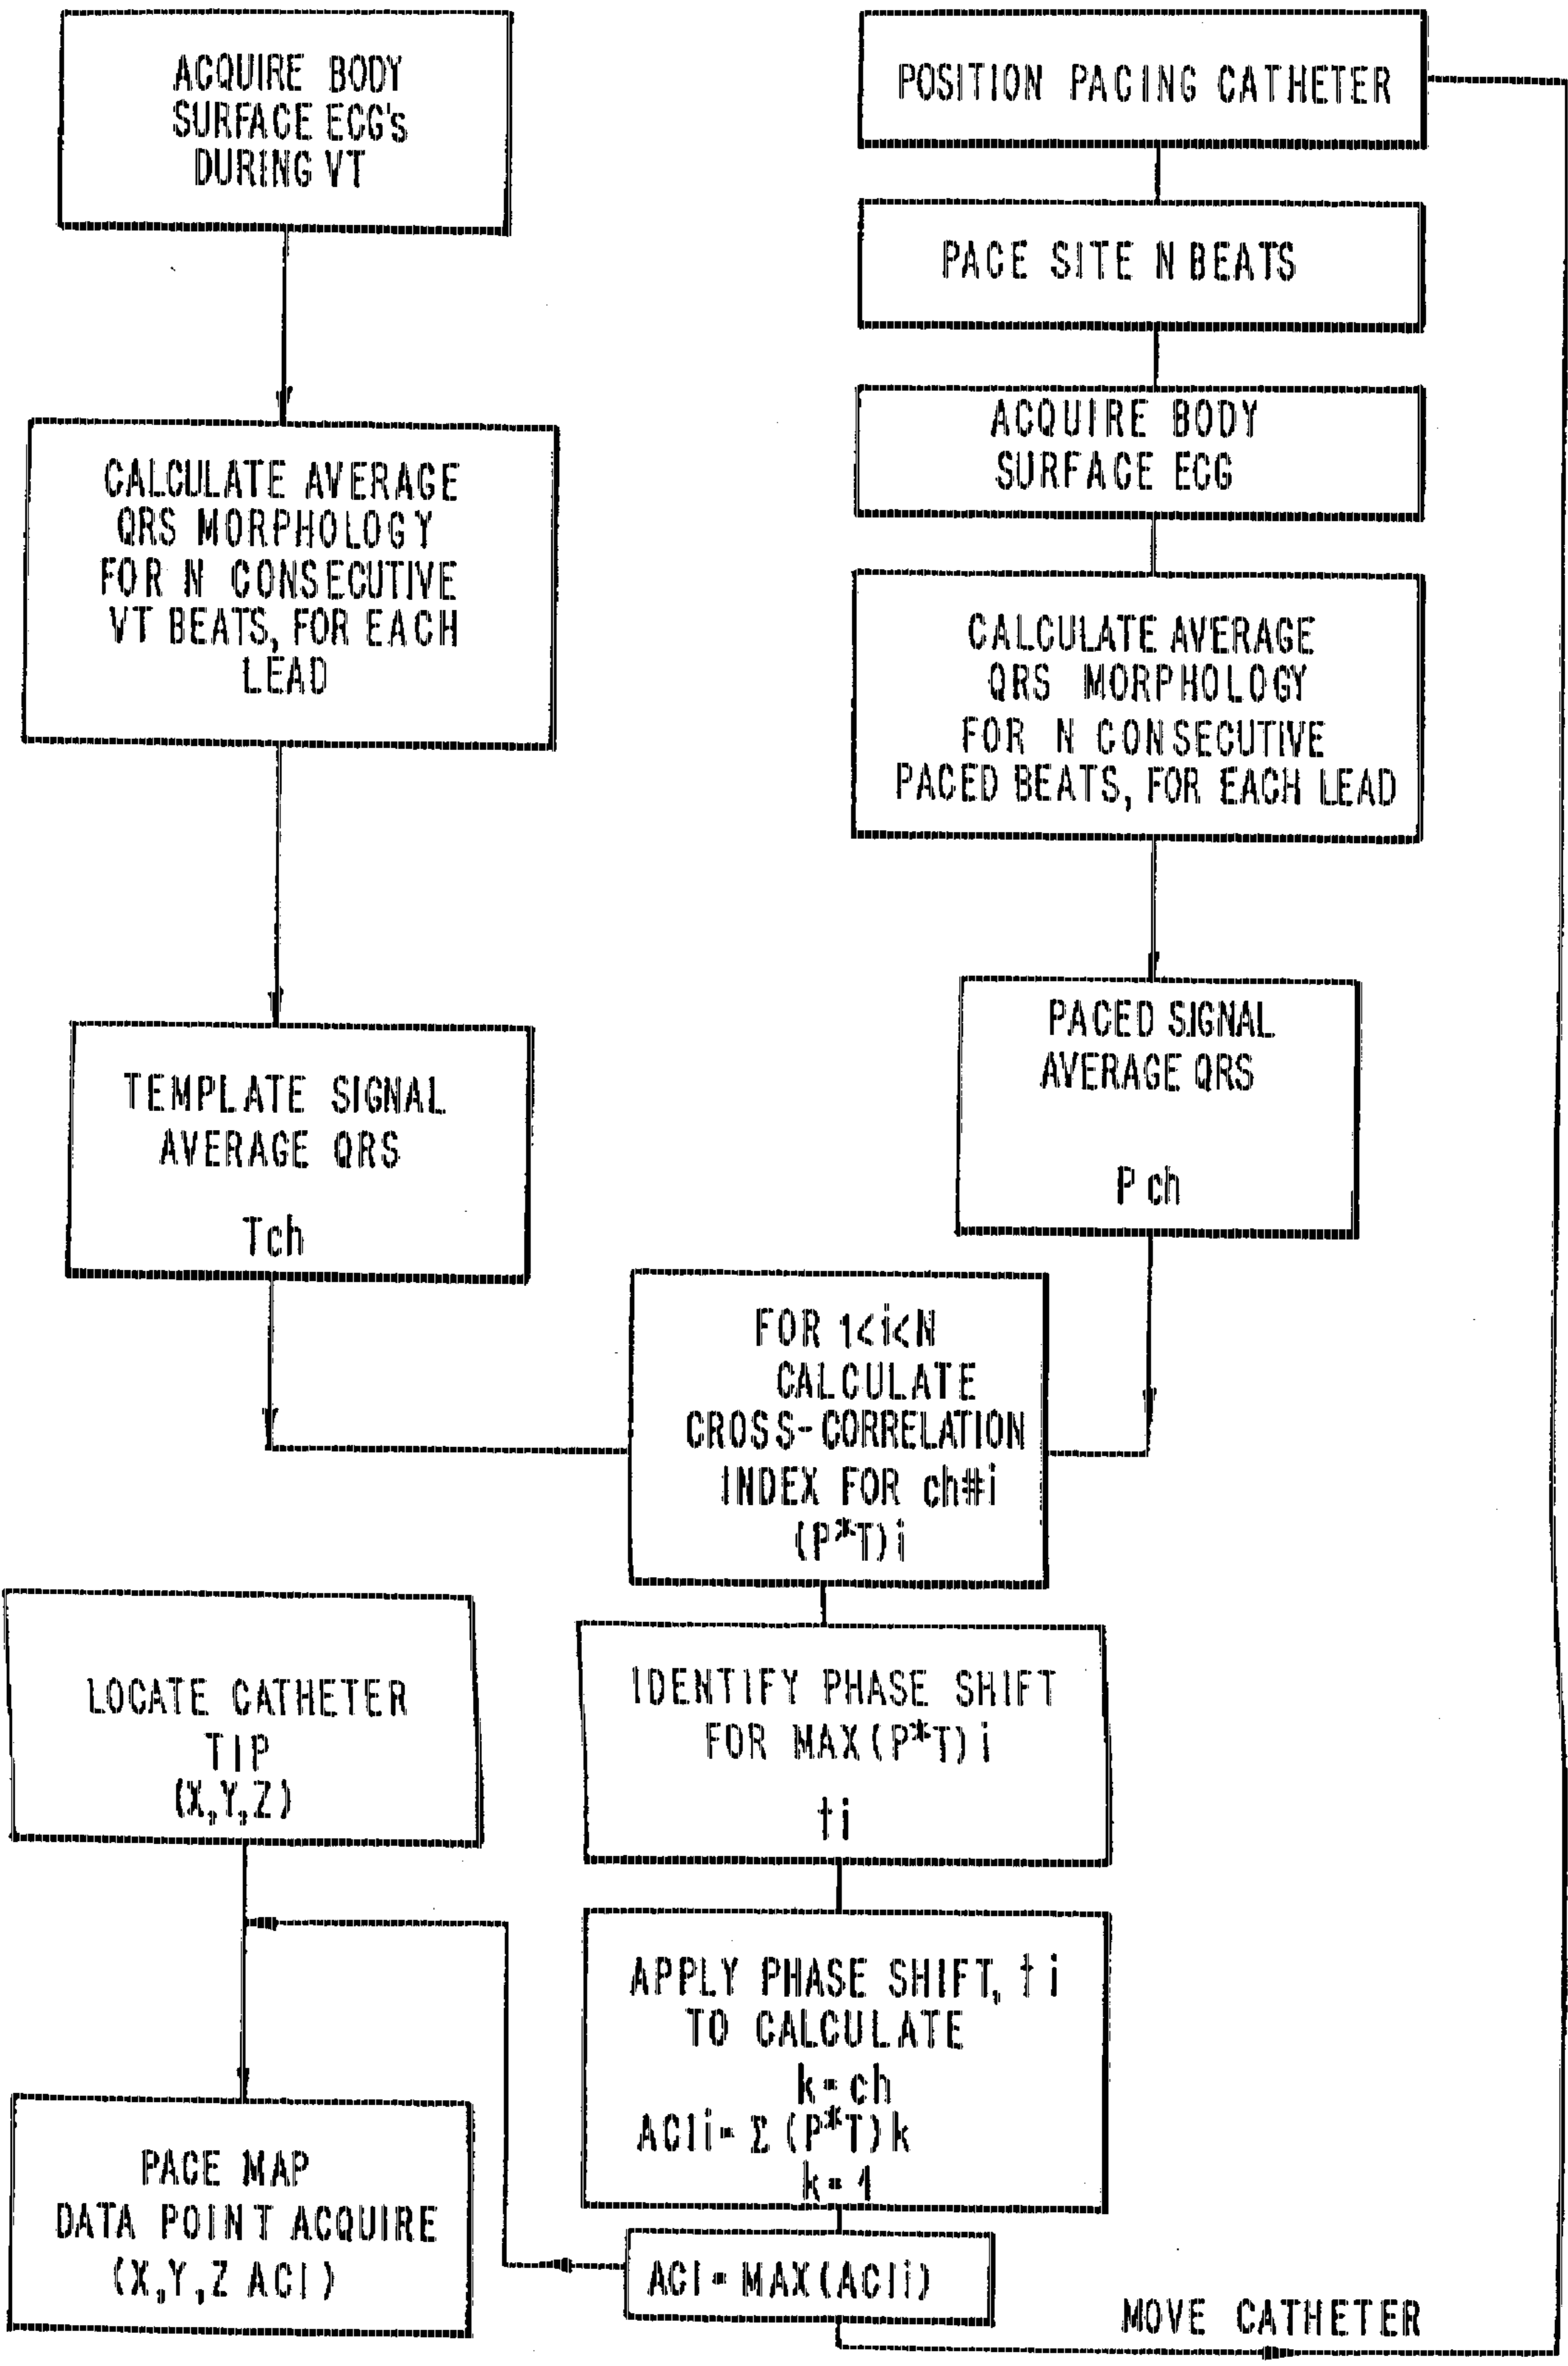 ACQUIRE BODY
SURFACE ECG's
DURING VT
CALCULATE AVERAGE
QRS MORPHOLOGY
FOR N CONSECUTIVE
VT BEATS, FOR EACH
LEAD
TEMPLATE SIGNAL
AVERAGE QRS
Tch
POSITION PACING CATHETER
PACE SITE N BEATS
ACQUIRE BODY
SURFACE ECG
CALCULATE AVERAGE
QRS MORPHOLOGY
FOR N CONSECUTIVE
PACED BEATS, FOR EACH LEAD
PACED SIGNAL
AVERAGE QRS
P ch
FOR 1<i<N
CALCULATE
CROSS-CORRELATION
INDEX FOR ch#i
(P*T)i
IDENTIFY PHASE SHIFT
FOR MAX(P*T)i
ti
APPLY PHASE SHIFT, ti
TO CALCULATE
k=ch
ACIi=Σ(P*T)k
k=1
ACI=MAX(ACIi)
LOCATE CATHETER
TIP
(X,Y,Z)
PACE MAP
DATA POINT ACQUIRE
(X,Y,Z ACI)
MOVE CATHETER